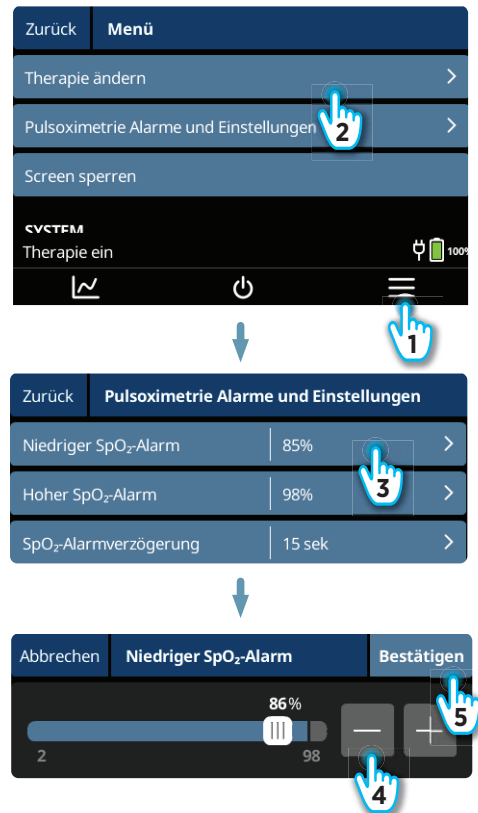 Zurück Menü
Therapie ändern
Pulsoximetrie Alarme und Einstellungen
2
Screen sperren
SYSTEM
Therapie ein 100%
1
Zurück Pulsoximetrie Alarme und Einstellungen
Niedriger SpO₂-Alarm 85%
3
Hoher SpO₂-Alarm 98%
SpO₂-Alarmverzögerung 15 sek
Abbrechen Niedriger SpO₂-Alarm Bestätigen
5
86%
2 98
4